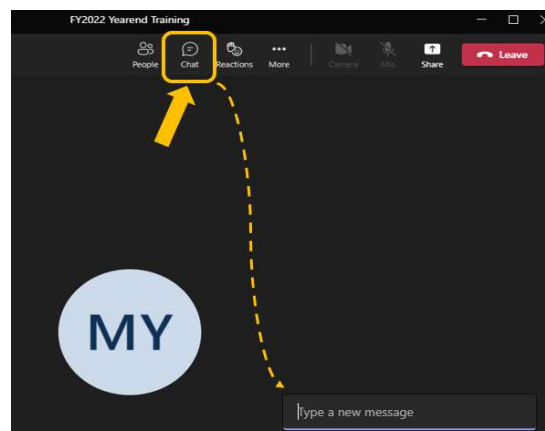 FY2022 Yearend Training
People Chat Reactions More Camera Mic Share Leave
MY
Type a new message